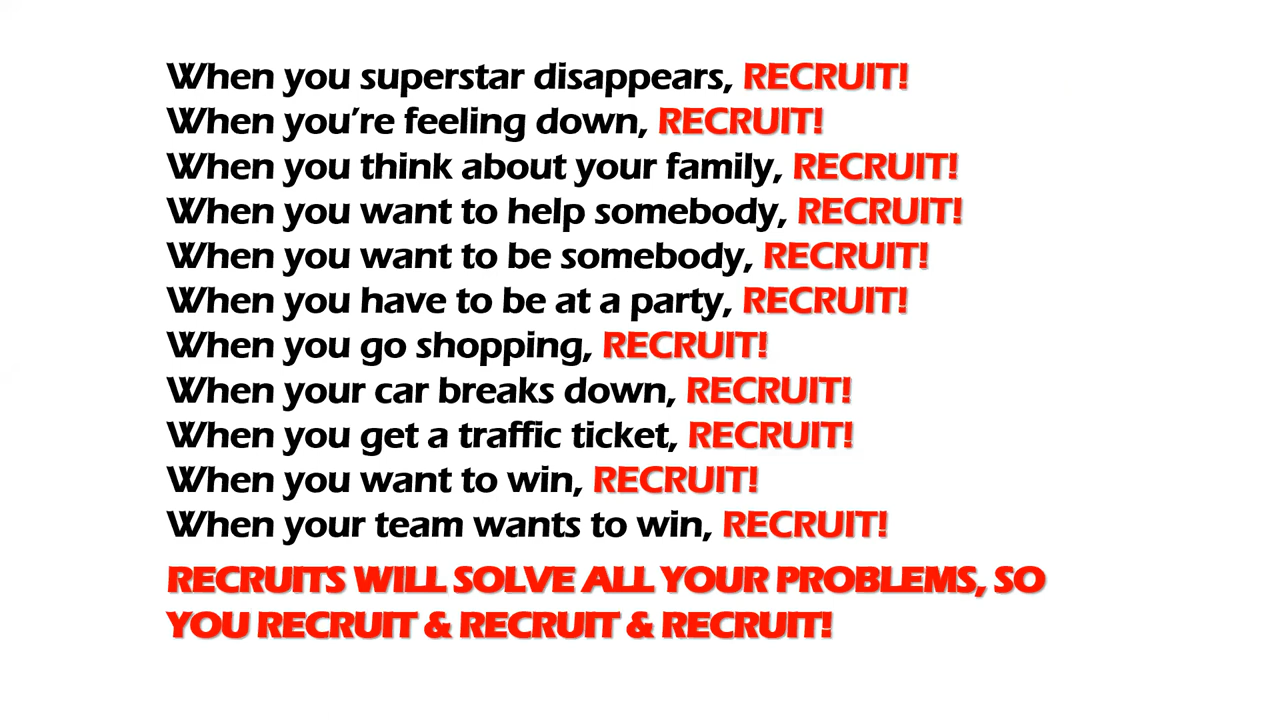 When you superstar disappears, RECRUIT!
When you’re feeling down, RECRUIT!
When you think about your family, RECRUIT!
When you want to help somebody, RECRUIT!
When you want to be somebody, RECRUIT!
When you have to be at a party, RECRUIT!
When you go shopping, RECRUIT!
When your car breaks down, RECRUIT!
When you get a traffic ticket, RECRUIT!
When you want to win, RECRUIT!
When your team wants to win, RECRUIT!
RECRUITS WILL SOLVE ALL YOUR PROBLEMS, SO
YOU RECRUIT & RECRUIT & RECRUIT!